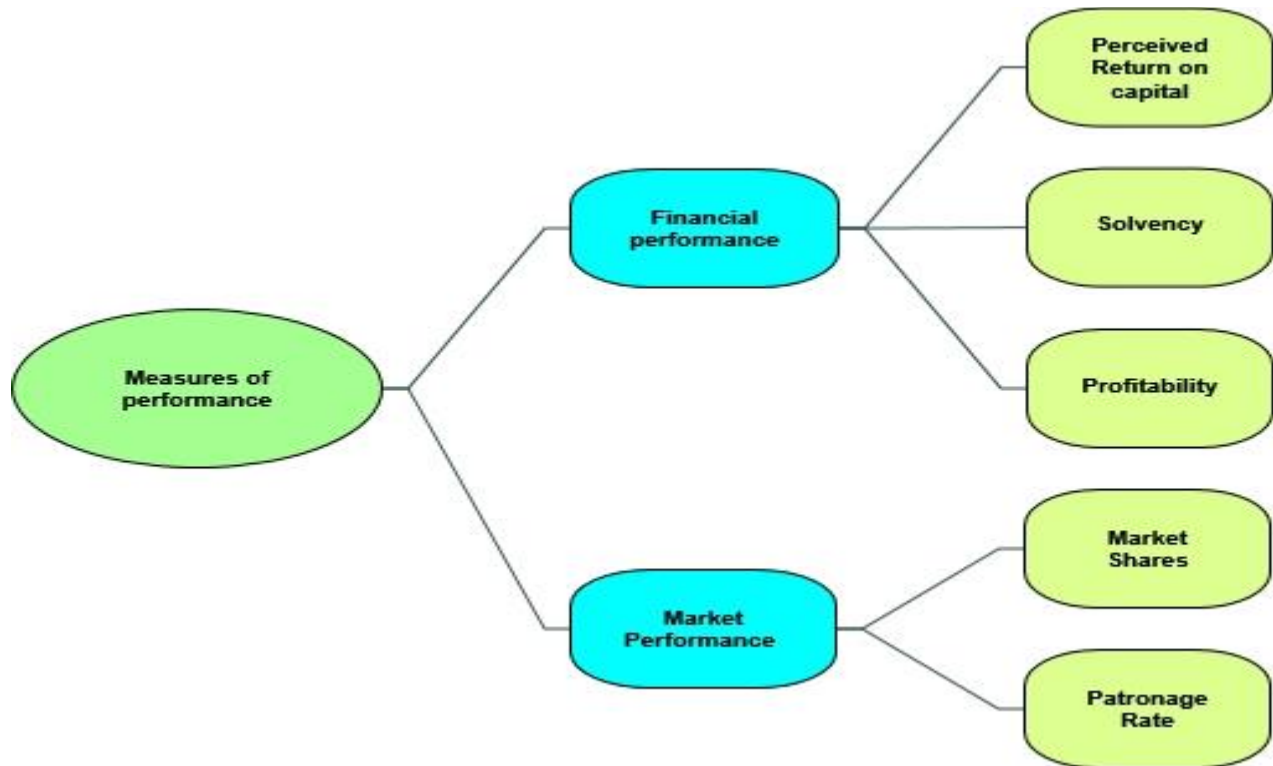 Perceived
Return on
capital
Financial
performance
Solvency
Measures of
performance
Profitability
Market
Performance
Market
Shares
Patronage
Rate